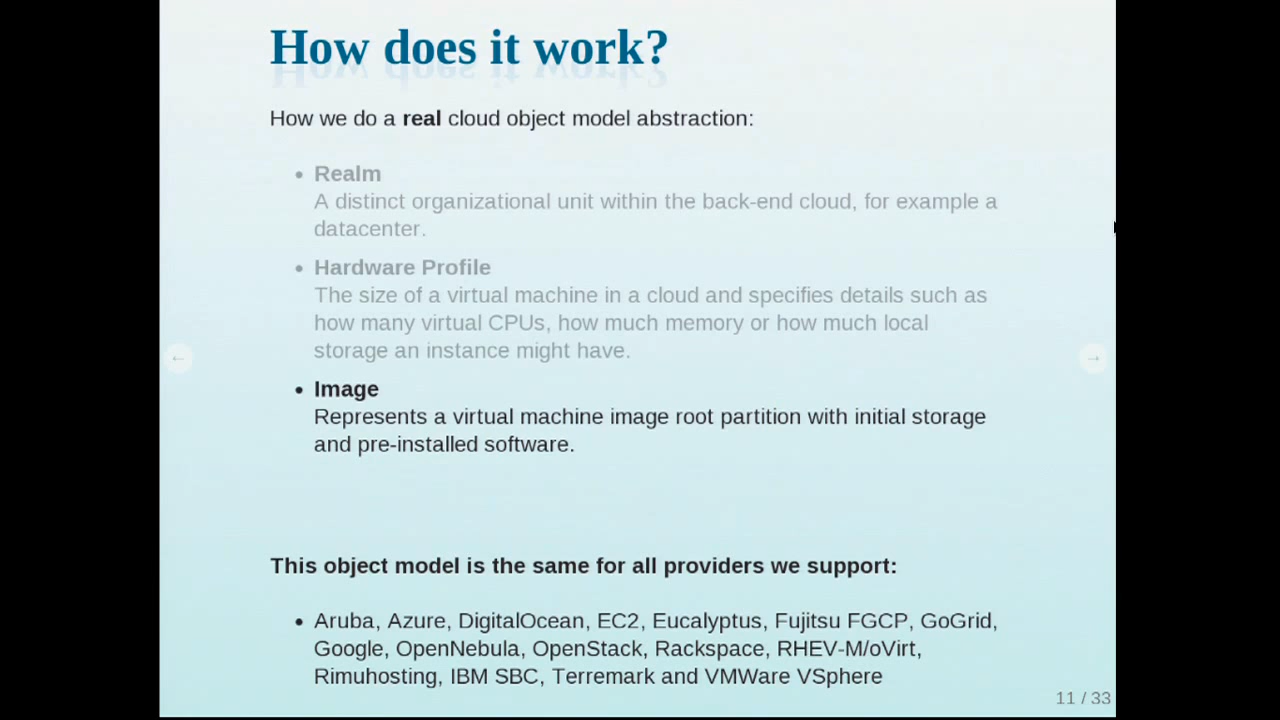 How does it work?
How we do a real cloud object model abstraction:
• Realm
A distinct organizational unit within the back-end cloud, for example a
datacenter.
• Hardware Profile
The size of a virtual machine in a cloud and specifies details such as
how many virtual CPUs, how much memory or how much local
storage an instance might have.
• Image
Represents a virtual machine image root partition with initial storage
and pre-installed software.
←
→
This object model is the same for all providers we support:
• Aruba, Azure, DigitalOcean, EC2, Eucalyptus, Fujitsu FGCP, GoGrid,
Google, OpenNebula, OpenStack, Rackspace, RHEV-M/oVirt,
Rimuhosting, IBM SBC, Terremark and VMWare VSphere
11 / 33